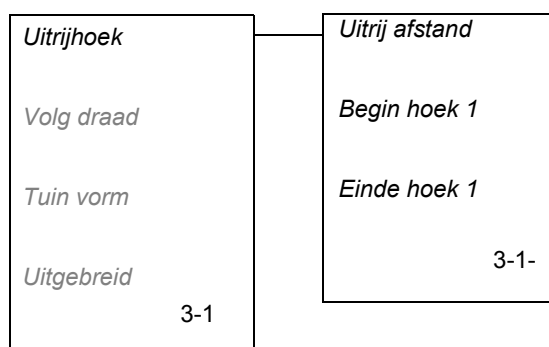 Uitrijhoek
Volg draad
Tuin vorm
Uitgebreid
3-1
Uitrij afstand
Begin hoek 1
Einde hoek 1
3-1-